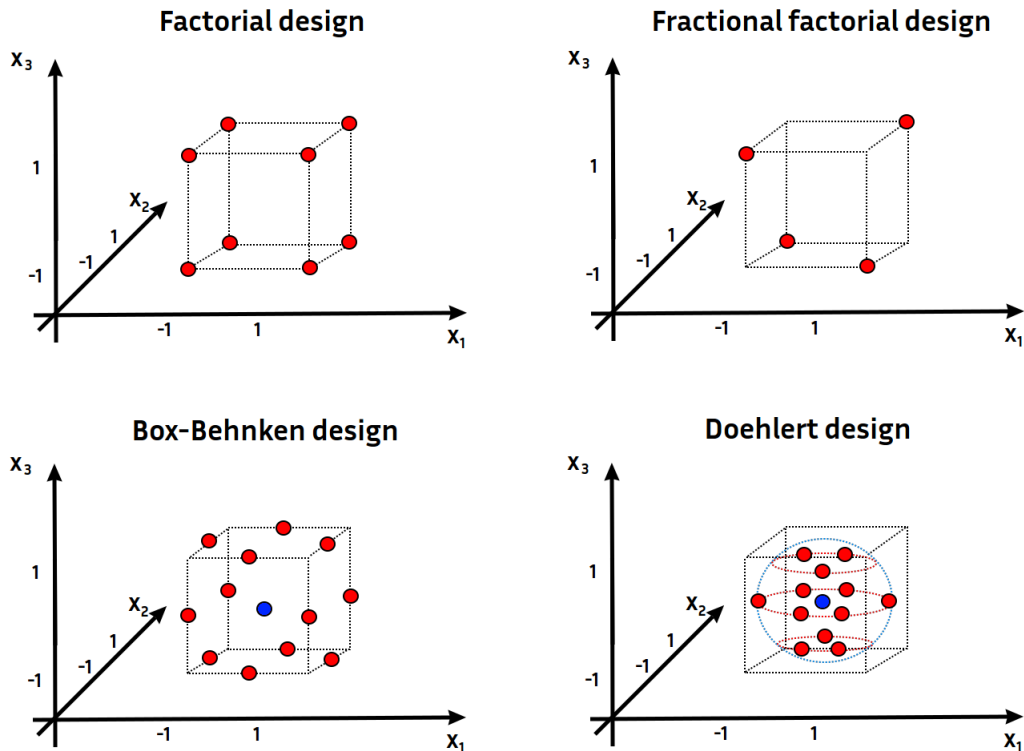 Factorial design
X₃
1
X₂
1
-1
-1
-1
1
X₁
Fractional factorial design
X₃
1
X₂
1
-1
-1
-1
1
X₁
Box-Behnken design
X₃
1
X₂
1
-1
-1
-1
1
X₁
Doehlert design
X₃
1
X₂
1
-1
-1
-1
1
X₁